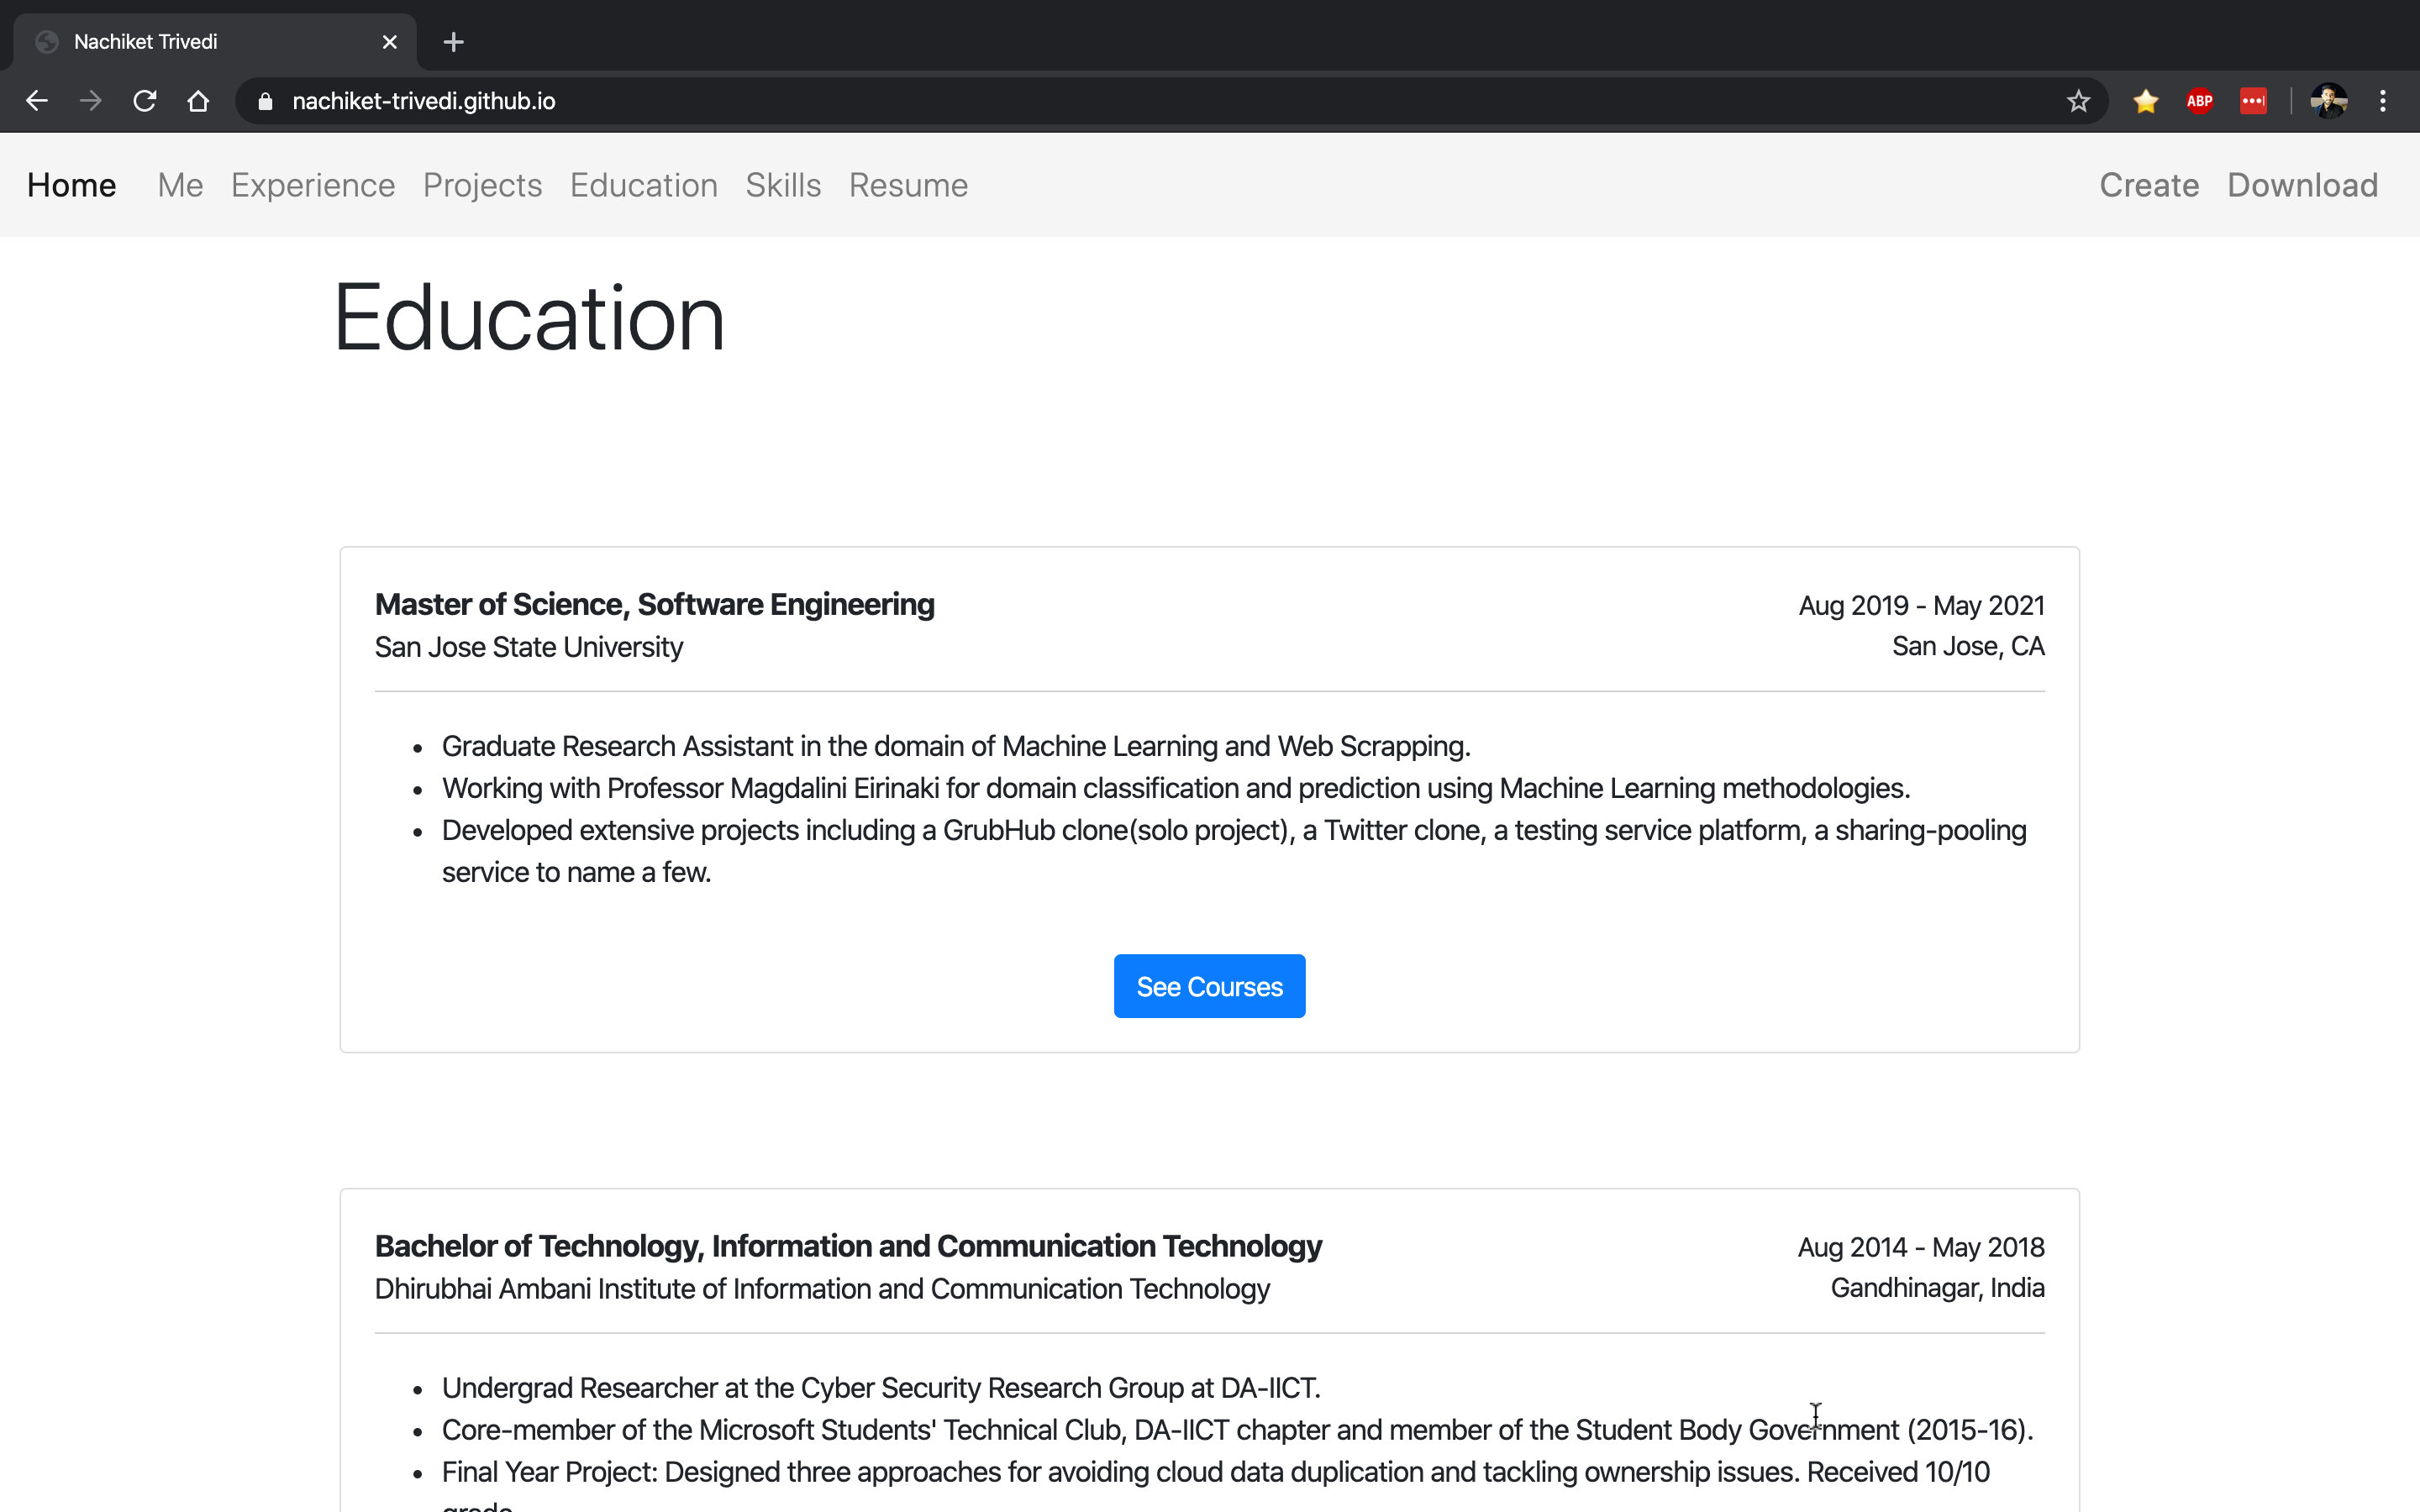 Nachiket Trivedi
nachiket-trivedi.github.io
ABP
Home Me Experience Projects Education Skills Resume Create Download
Education
Master of Science, Software Engineering Aug 2019 - May 2021
San Jose State University San Jose, CA
Graduate Research Assistant in the domain of Machine Learning and Web Scrapping.
Working with Professor Magdalini Eirinaki for domain classification and prediction using Machine Learning methodologies.
Developed extensive projects including a GrubHub clone(solo project), a Twitter clone, a testing service platform, a sharing-pooling
service to name a few.
See Courses
Bachelor of Technology, Information and Communication Technology Aug 2014 - May 2018
Dhirubhai Ambani Institute of Information and Communication Technology Gandhinagar, India
Undergrad Researcher at the Cyber Security Research Group at DA-IICT.
Core-member of the Microsoft Students' Technical Club, DA-IICT chapter and member of the Student Body Government (2015-16).
Final Year Project: Designed three approaches for avoiding cloud data duplication and tackling ownership issues. Received 10/10